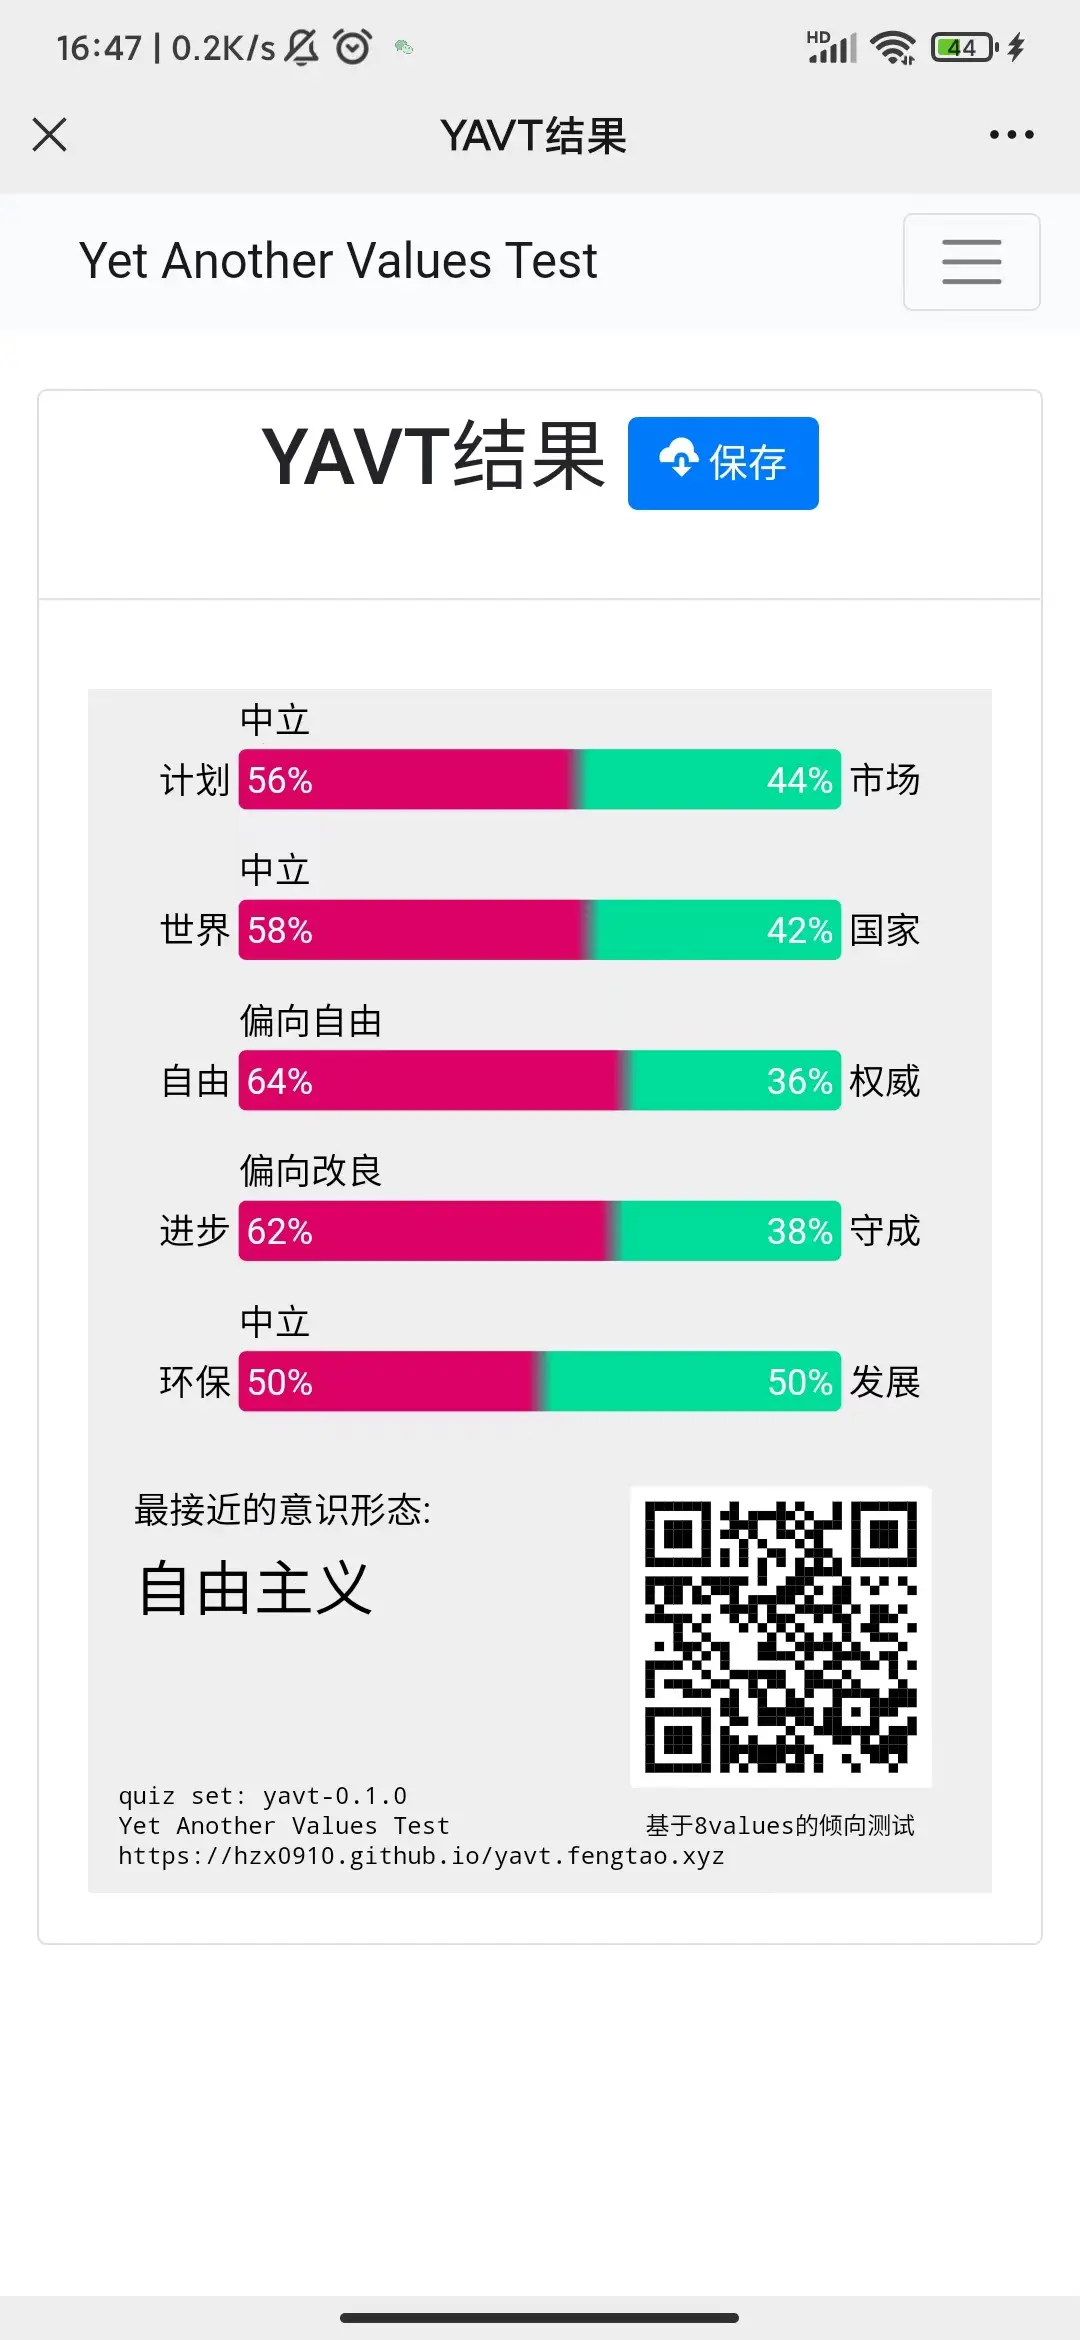 16:47 | 0.2K/s
HD
44
YAVT结果
Yet Another Values Test
YAVT结果 保存
中立
计划 56% 44% 市场
中立
世界 58% 42% 国家
偏向自由
自由 64% 36% 权威
偏向改良
进步 62% 38% 守成
中立
环保 50% 50% 发展
最接近的意识形态:
自由主义
quiz set: yavt-0.1.0
Yet Another Values Test
基于8values的倾向测试
https://hzx0910.github.io/yavt.fengtao.xyz